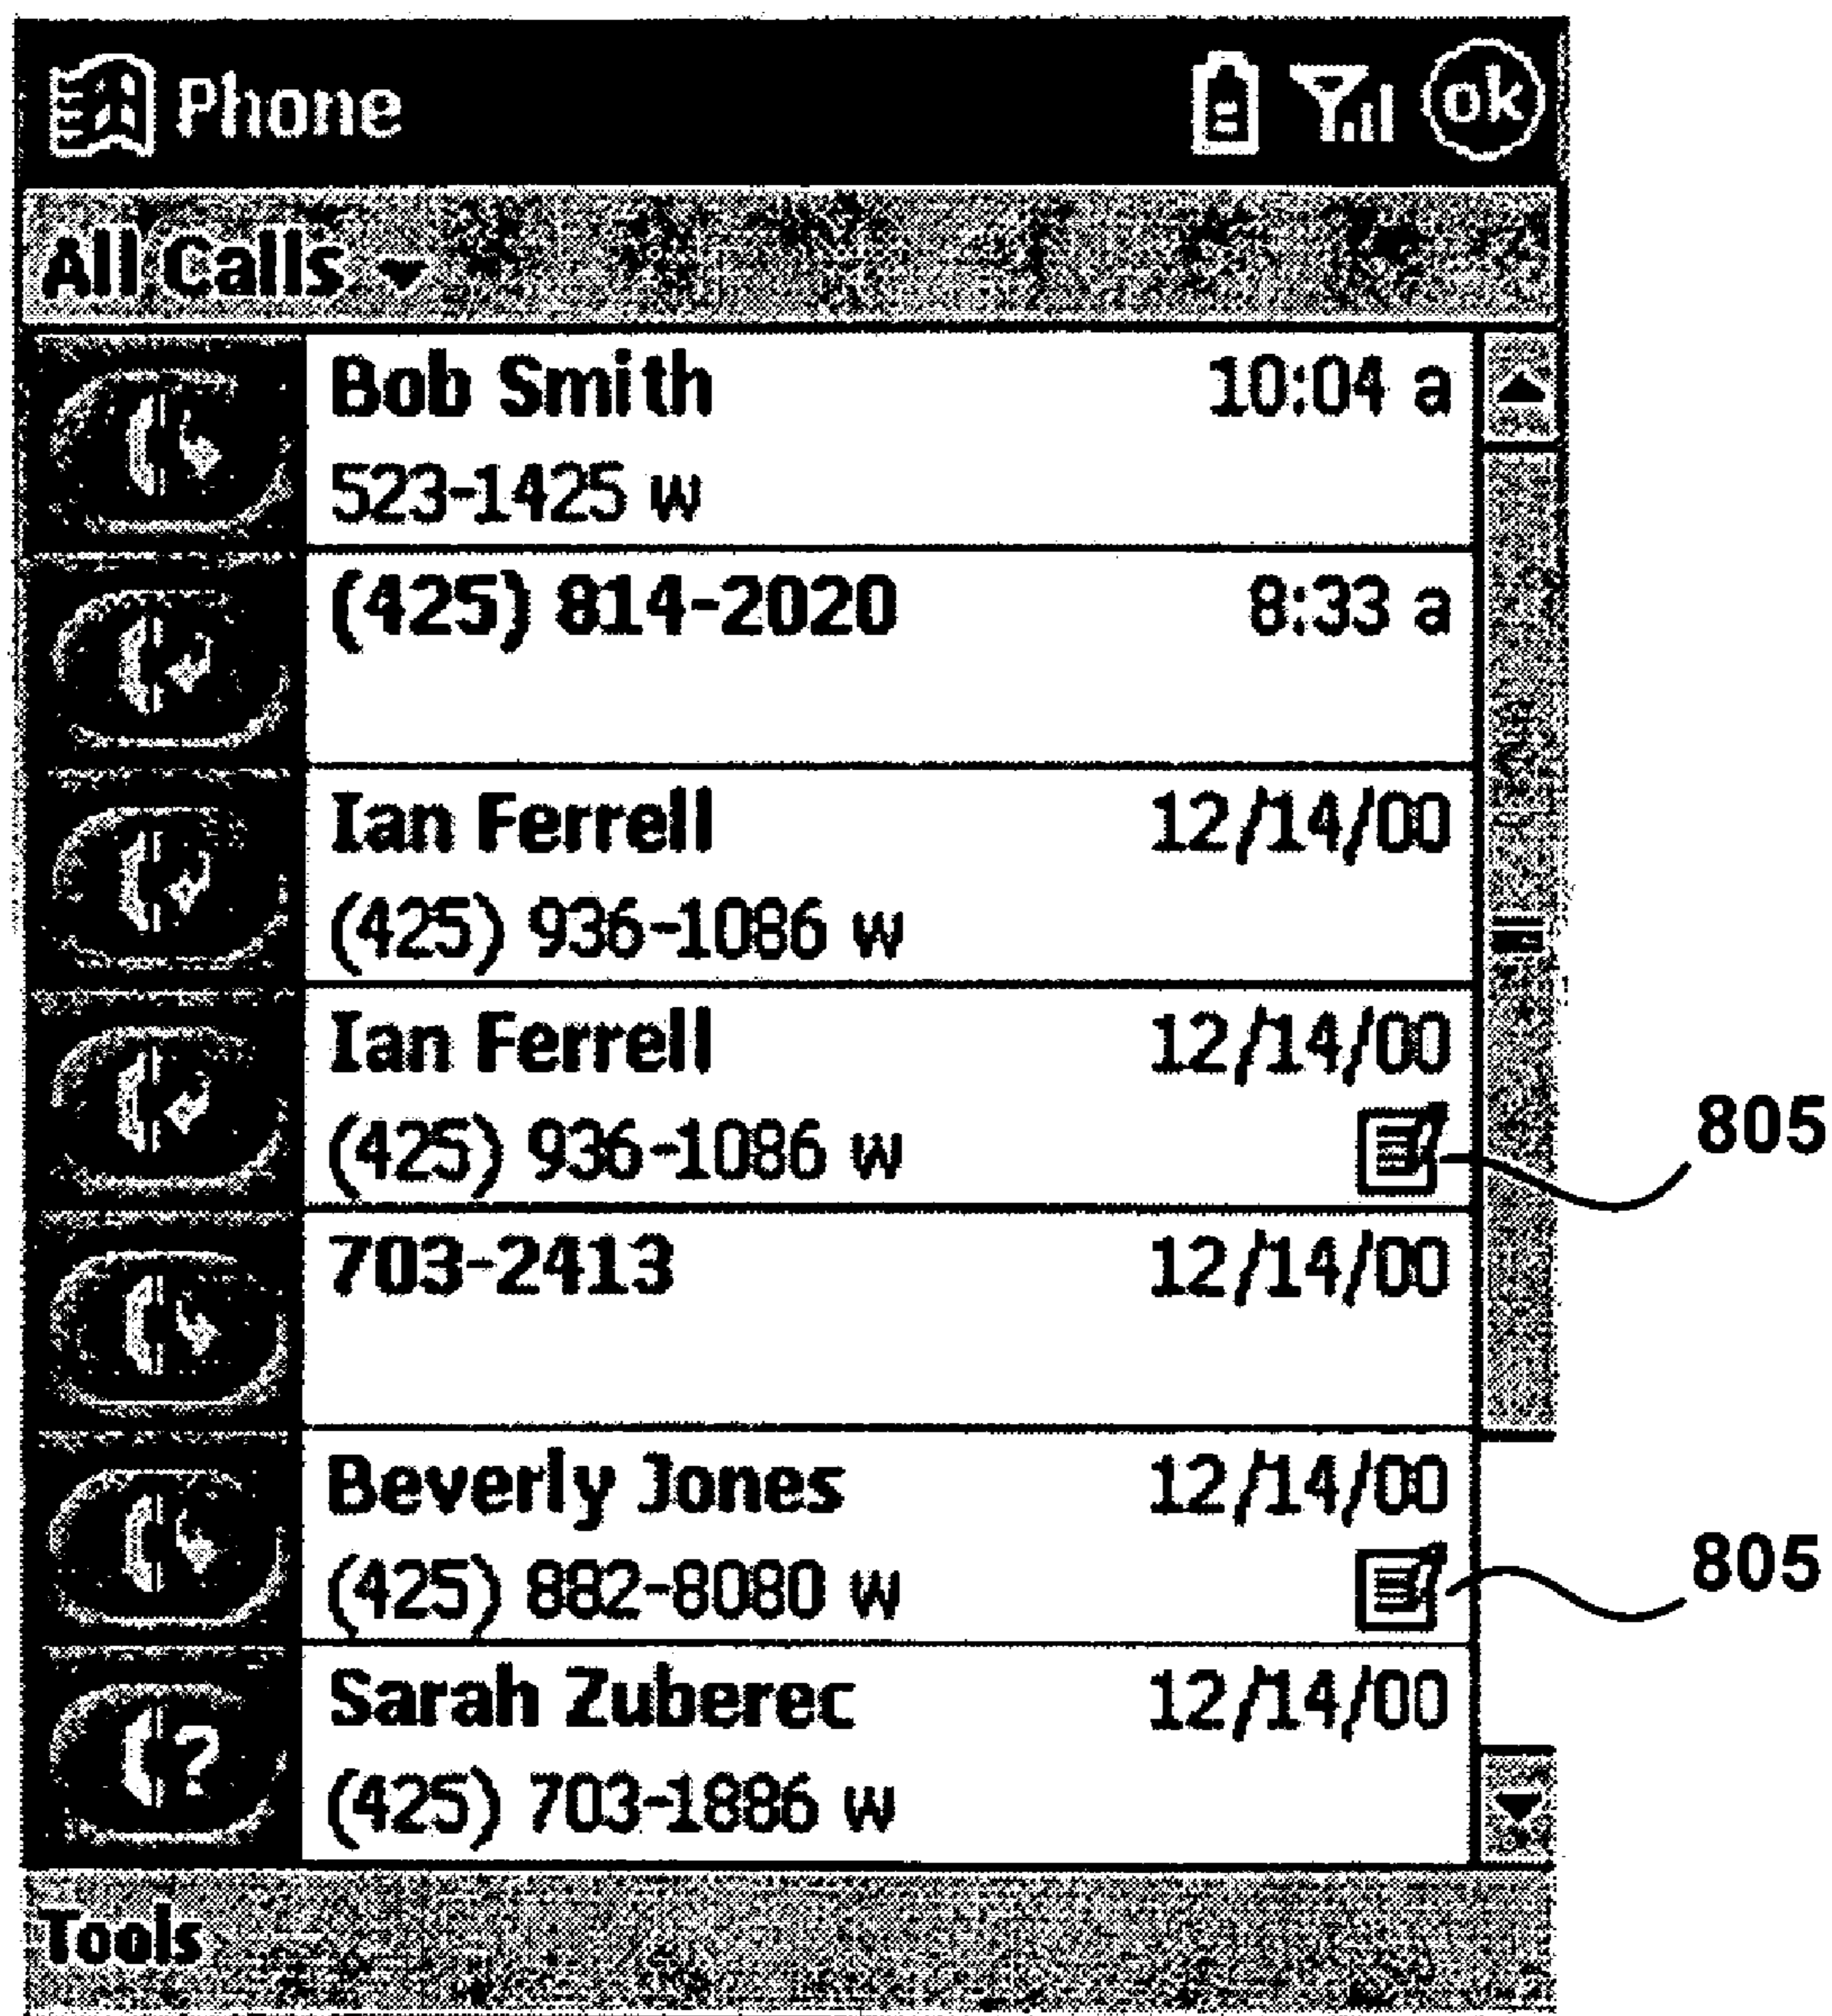 Phone ok
All Calls
Bob Smith 10:04 a
523-1425 w
(425) 814-2020 8:33 a
Ian Ferrell 12/14/00
(425) 936-1086 w
Ian Ferrell 12/14/00
(425) 936-1086 w 805
703-2413 12/14/00
Beverly Jones 12/14/00
(425) 882-8080 w 805
Sarah Zuberec 12/14/00
(425) 703-1886 w
Tools